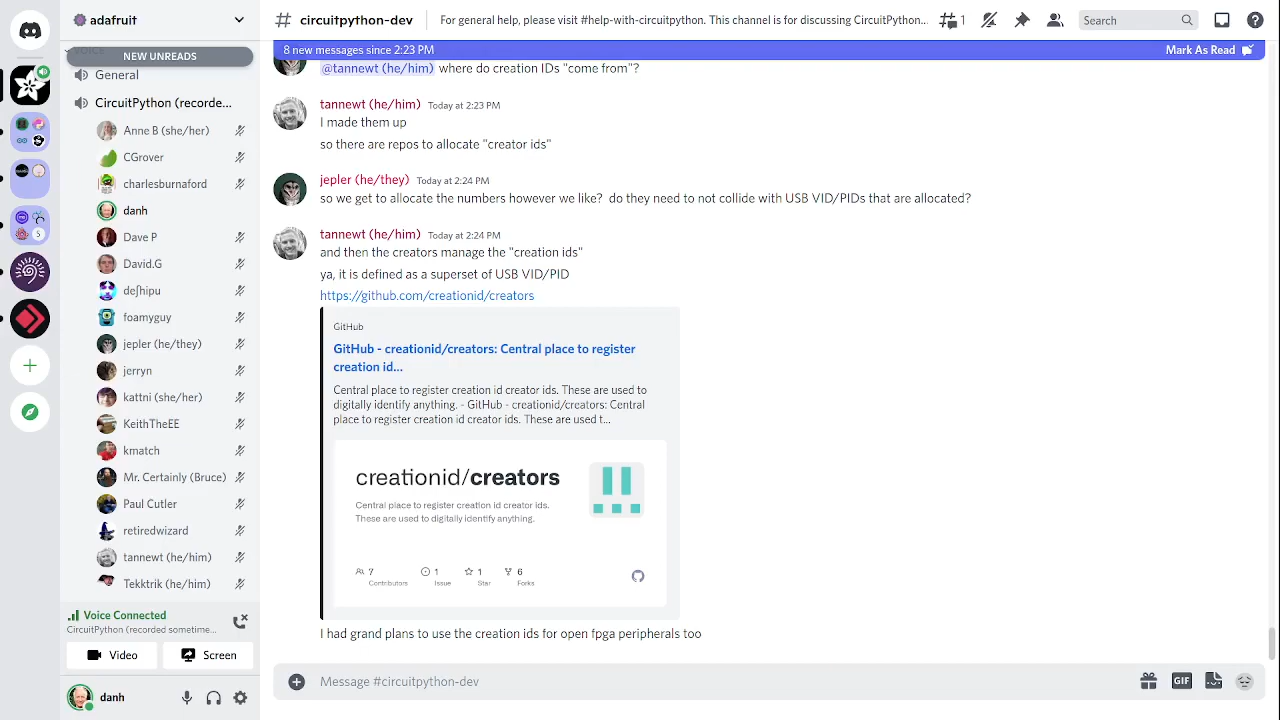 adafruit
Voice
NEW UNREADS
General
CircuitPython (recorde...
Anne B (she/her)
CGrover
charlesburnaford
danh
Dave P
David.G
deʃhipu
foamyguy
jepler (he/they)
jerryn
kattni (she/her)
KeithTheEE
kmatch
Mr. Certainly (Bruce)
Paul Cutler
retiredwizard
tannewt (he/him)
Tekktrik (he/him)
Voice Connected
CircuitPython (recorded sometime...
Video
Screen
danh
# circuitpython-dev
For general help, please visit #help-with-circuitpython. This channel is for discussing CircuitPython...
1
Search
8 new messages since 2:23 PM
Mark As Read
@tannewt (he/him) where do creation IDs "come from"?
tannewt (he/him) Today at 2:23 PM
I made them up
so there are repos to allocate "creator ids"
jepler (he/they) Today at 2:24 PM
so we get to allocate the numbers however we like? do they need to not collide with USB VID/PIDs that are allocated?
tannewt (he/him) Today at 2:24 PM
and then the creators manage the "creation ids"
ya, it is defined as a superset of USB VID/PID
https://github.com/creationid/creators
GitHub
GitHub - creationid/creators: Central place to register
creation id...
Central place to register creation id creator ids. These are used to
digitally identify anything. - GitHub - creationid/creators: Central
place to register creation id creator ids. These are used t...
creationid/creators
Central place to register creation id creator ids.
These are used to digitally identify anything.
7 1 1 6
Contributors Issue Star Forks
I had grand plans to use the creation ids for open fpga peripherals too
Message #circuitpython-dev
GIF